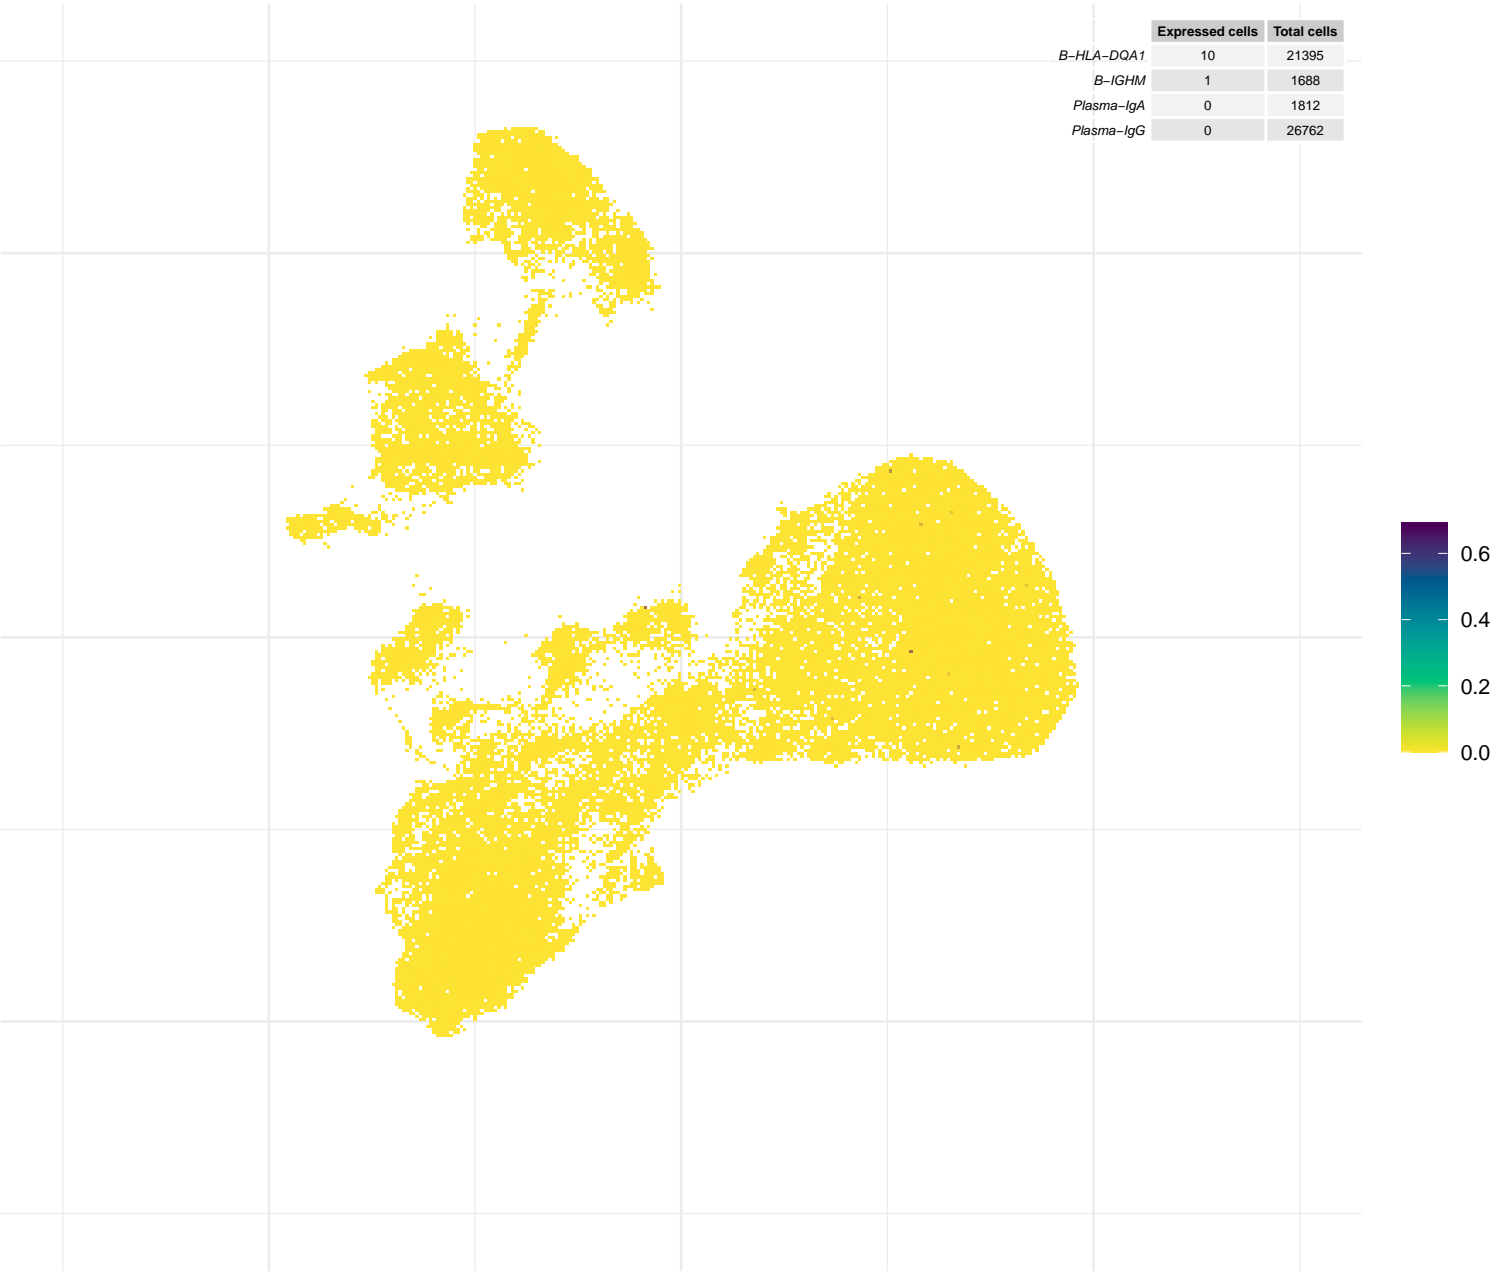 Expressed cells Total cells
B–HLA–DQA1 10 21395
B–IGHM 1 1688
Plasma–IgA 0 1812
Plasma–IgG 0 26762
0.6
0.4
0.2
0.0